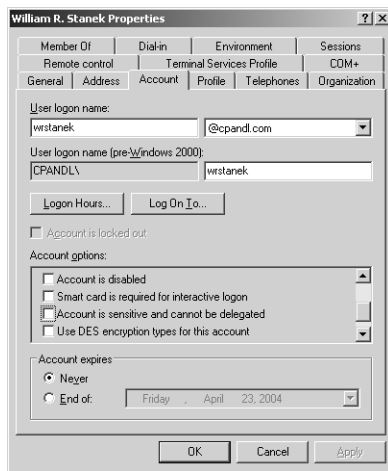 William R. Stanek Properties
Member Of Dial-in Environment Sessions
Remote control Terminal Services Profile COM+
General Address Account Profile Telephones Organization
User logon name:
wrstanek @cpandl.com
User logon name (pre-Windows 2000):
CPANDL\ wrstanek
Logon Hours... Log On To...
Account is locked out
Account options:
Account is disabled
Smart card is required for interactive logon
Account is sensitive and cannot be delegated
Use DES encryption types for this account
Account expires
Never
End of: Friday , April 23, 2004
OK Cancel Apply